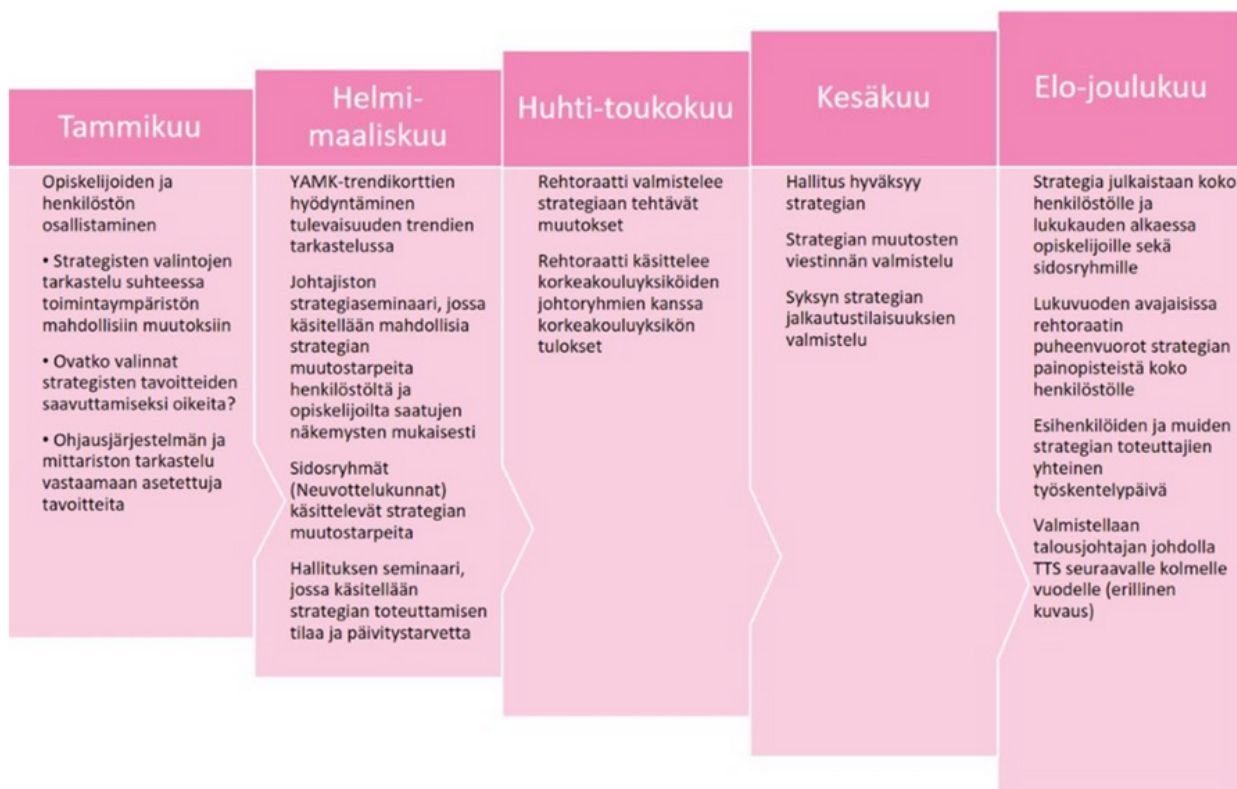 Tammikuu
Opiskelijoiden ja
henkilöstön
osallistaminen
• Strategisten valintojen
tarkastelu suhteessa
toimintaympäristön
mahdollisiin muutoksiin
• Ovatko valinnat
strategisten tavoitteiden
saavuttamiseksi oikeita?
• Ohjausjärjestelmän ja
mittariston tarkastelu
vastaamaan asetettuja
tavoitteita
Helmi-
maaliskuu
YAMK-trendikorttien
hyödyntäminen
tulevaisuuden trendien
tarkastelussa
Johtajiston
strategiaseminaari, jossa
käsitellään mahdollisia
strategian
muutostarpeita
henkilöstöltä ja
opiskelijoilta saatujen
näkemysten mukaisesti
Sidosryhmät
(Neuvottelukunnat)
käsittelevät strategian
muutostarpeita
Hallituksen seminaari,
jossa käsitellään
strategian toteuttamisen
tilaa ja päivitystarvetta
Huhti-toukokuu
Rehtoraatti valmistelee
strategiaan tehtävät
muutokset
Rehtoraatti käsittelee
korkeakouluyksiköiden
johtoryhmien kanssa
korkeakouluyksikön
tulokset
Kesäkuu
Hallitus hyväksyy
strategian
Strategian muutosten
viestinnän valmistelu
Syksyn strategian
jalkautustilaisuuksien
valmistelu
Elo-joulukuu
Strategia julkaistaan koko
henkilöstölle ja
lukukauden alkaessa
opiskelijoille sekä
sidosryhmille
Lukuvuoden avajaisissa
rehtoraatin
puheenvuorot strategian
painopisteistä koko
henkilöstölle
Esihenkilöiden ja muiden
strategian toteuttajien
yhteinen
työskentelypäivä
Valmistellaan
talousjohtajan johdolla
TTS seuraavalle kolmelle
vuodelle (erillinen
kuvaus)